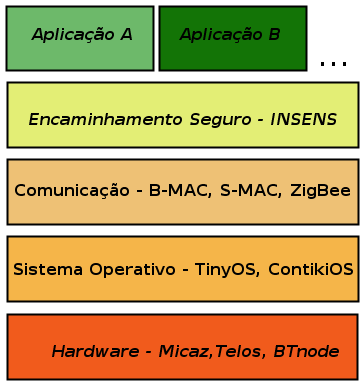 Aplicação A
Aplicação B
...
Encaminhamento Seguro - INSENS
Comunicação - B-MAC, S-MAC, ZigBee
Sistema Operativo - TinyOS, ContikiOS
Hardware - Micaz,Telos, BTnode